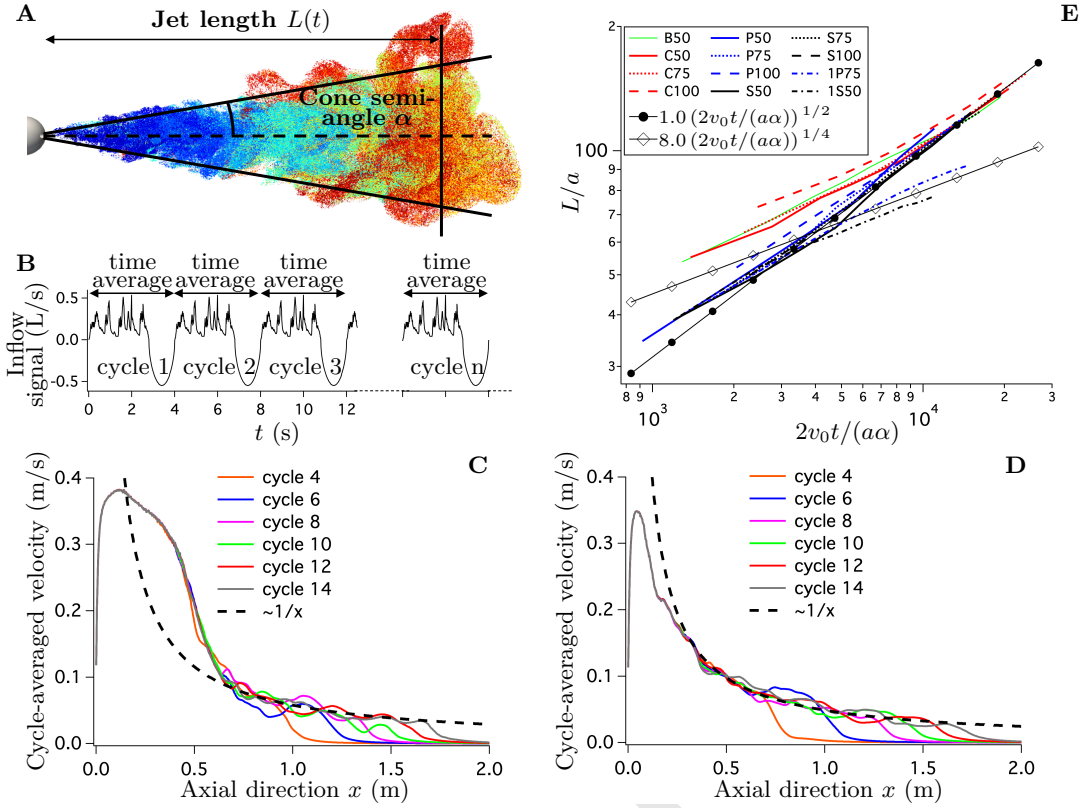 A
Jet length L(t)
Cone semi-
angle α
B
time
average
time
average
time
average
time
average
Inflow
signal (L/s)
0.5
0.0
-0.5
cycle 1
cycle 2
cycle 3
cycle n
0 2 4 6 8 10 12
t (s)
E
L/a
2
100
9
8
7
6
5
4
3
B50 P50 S75
C50 P75 S100
C75 P100 1P75
C100 S50 1S50
1.0 (2v₀t/(aα))^1/2
8.0 (2v₀t/(aα))^1/4
8 9 10³ 2 3 4 5 6 7 8 9 10⁴ 2 3
2v₀t/(aα)
C
Cycle-averaged velocity (m/s)
0.4
0.3
0.2
0.1
0.0
cycle 4
cycle 6
cycle 8
cycle 10
cycle 12
cycle 14
~1/x
0.0 0.5 1.0 1.5 2.0
Axial direction x (m)
D
Cycle-averaged velocity (m/s)
0.4
0.3
0.2
0.1
0.0
cycle 4
cycle 6
cycle 8
cycle 10
cycle 12
cycle 14
~1/x
0.0 0.5 1.0 1.5 2.0
Axial direction x (m)